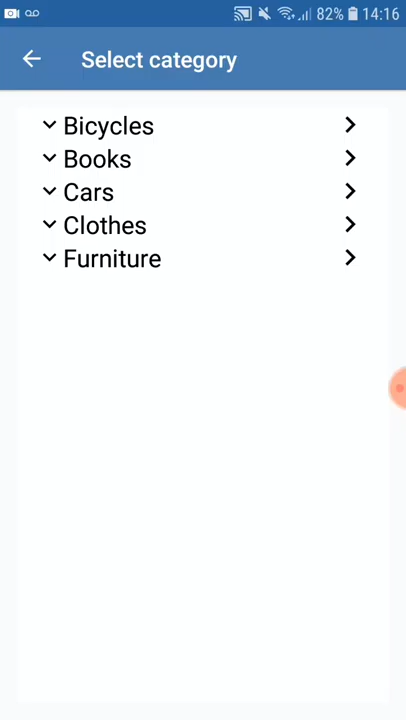 82% 14:16
Select category
Bicycles
Books
Cars
Clothes
Furniture